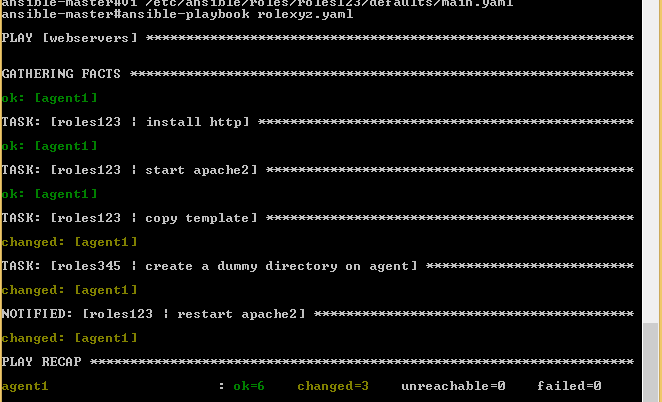 ansible-master#vi /etc/ansible/roles/roles123/defaults/main.yaml
ansible-master#ansible-playbook rolexyz.yaml
PLAY [webservers] *************************************************************
GATHERING FACTS ***************************************************************
ok: [agent1]
TASK: [roles123 | install http] ***********************************************
ok: [agent1]
TASK: [roles123 | start apache2] **********************************************
ok: [agent1]
TASK: [roles123 | copy template] **********************************************
changed: [agent1]
TASK: [roles345 | create a dummy directory on agent] **************************
changed: [agent1]
NOTIFIED: [roles123 | restart apache2] ****************************************
changed: [agent1]
PLAY RECAP ********************************************************************
agent1                     : ok=6    changed=3    unreachable=0    failed=0